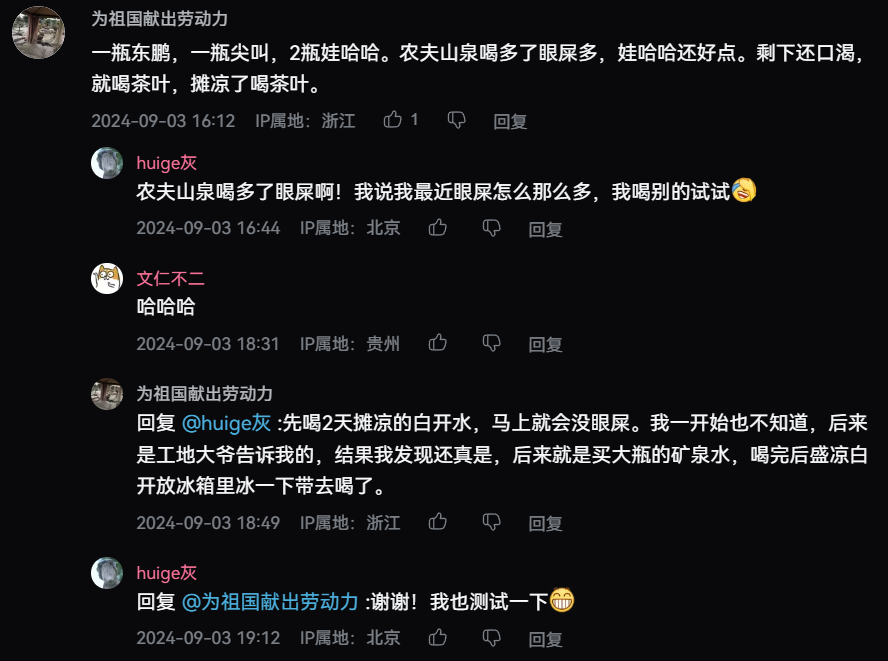 为祖国献出劳动力
一瓶东鹏，一瓶尖叫，2瓶娃哈哈。农夫山泉喝多了眼屎多，娃哈哈还好点。剩下还口渴，
就喝茶叶，摊凉了喝茶叶。
2024-09-03 16:12 IP属地：浙江 1 回复
huige灰
农夫山泉喝多了眼屎啊！我说我最近眼屎怎么那么多，我喝别的试试
2024-09-03 16:44 IP属地：北京 回复
文仁不二
哈哈哈
2024-09-03 18:31 IP属地：贵州 回复
为祖国献出劳动力
回复 @huige灰 :先喝2天摊凉的白开水，马上就会没眼屎。我一开始也不知道，后来
是工地大爷告诉我的，结果我发现还真是，后来就是买大瓶的矿泉水，喝完后盛凉白
开放冰箱里冰一下带去喝了。
2024-09-03 18:49 IP属地：浙江 回复
huige灰
回复 @为祖国献出劳动力 :谢谢！我也测试一下
2024-09-03 19:12 IP属地：北京 回复